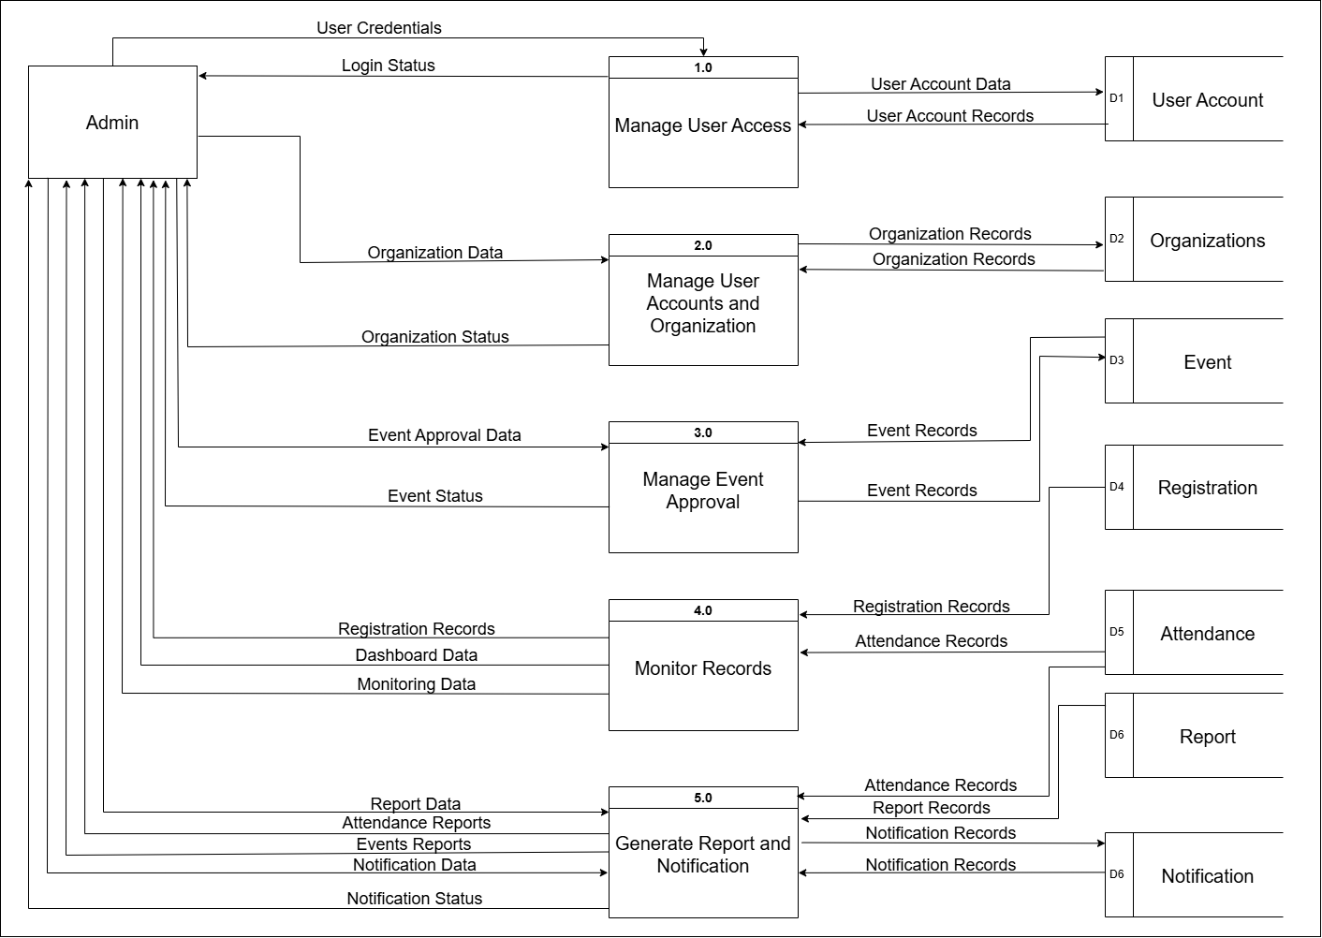 User Credentials
Login Status
1.0
Admin
Manage User Access
User Account Data
User Account Records
D1
User Account
Organization Data
2.0
Manage User
Accounts and
Organization
Organization Records
Organization Records
D2
Organizations
Organization Status
D3
Event
Event Approval Data
3.0
Manage Event
Approval
Event Records
Event Status
Event Records
D4
Registration
4.0
Registration Records
Registration Records
Attendance Records
D5
Attendance
Dashboard Data
Monitor Records
Monitoring Data
D6
Report
5.0
Attendance Records
Report Data
Report Records
Attendance Reports
Generate Report and
Notification
Notification Records
Events Reports
Notification Data
Notification Records
D6
Notification
Notification Status